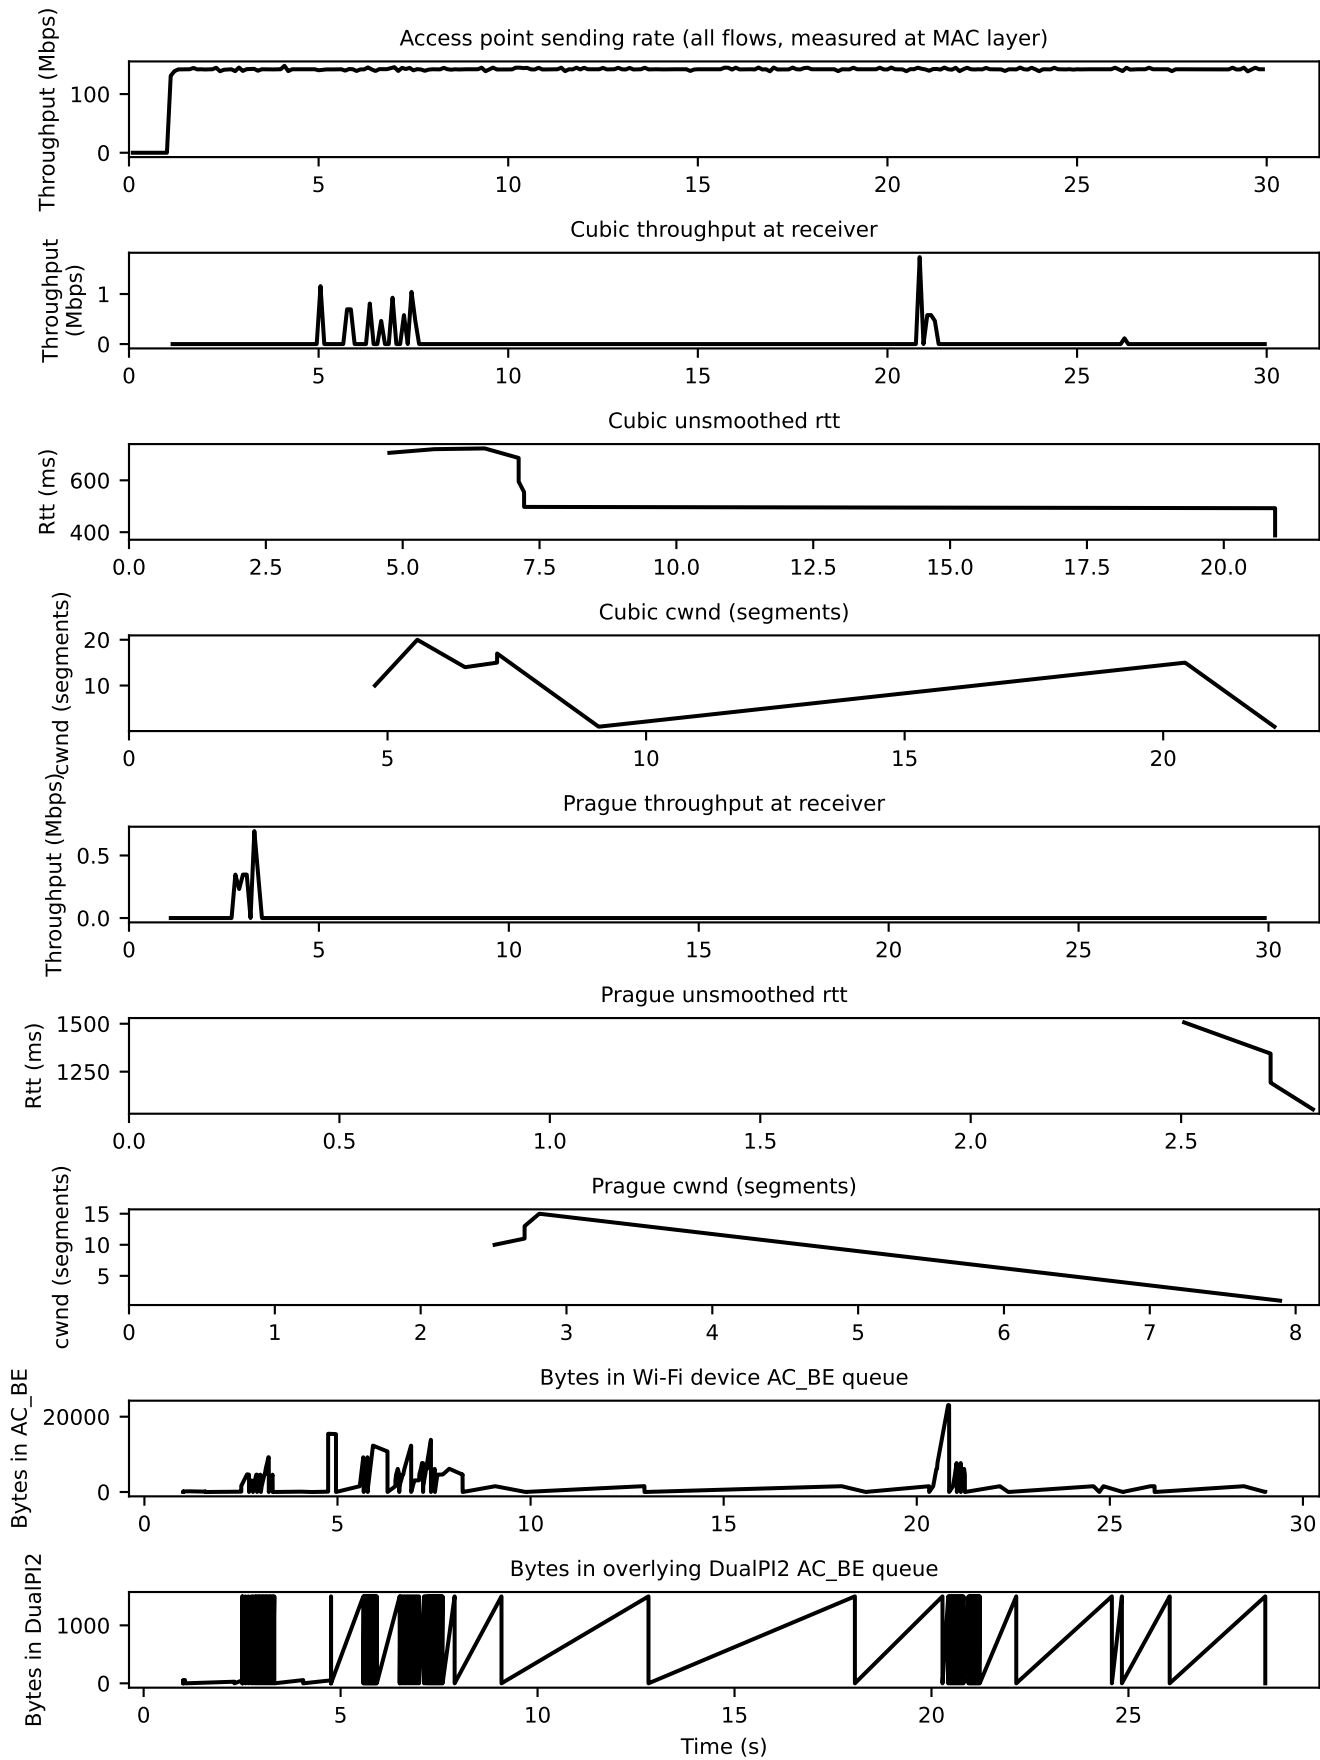 Access point sending rate (all flows, measured at MAC layer)
Throughput (Mbps)
100
0
0 5 10 15 20 25 30
Cubic throughput at receiver
Throughput
(Mbps)
1
0
0 5 10 15 20 25 30
Cubic unsmoothed rtt
Rtt (ms)
600
400
0.0 2.5 5.0 7.5 10.0 12.5 15.0 17.5 20.0
Cubic cwnd (segments)
cwnd (segments)
20
10
0 5 10 15 20
Prague throughput at receiver
Throughput (Mbps)
0.5
0.0
0 5 10 15 20 25 30
Prague unsmoothed rtt
Rtt (ms)
1500
1250
0.0 0.5 1.0 1.5 2.0 2.5
Prague cwnd (segments)
cwnd (segments)
15
10
5
0 1 2 3 4 5 6 7 8
Bytes in Wi-Fi device AC_BE queue
Bytes in AC_BE
20000
0
0 5 10 15 20 25 30
Bytes in overlying DualPI2 AC_BE queue
Bytes in DualPI2
1000
0
0 5 10 15 20 25
Time (s)